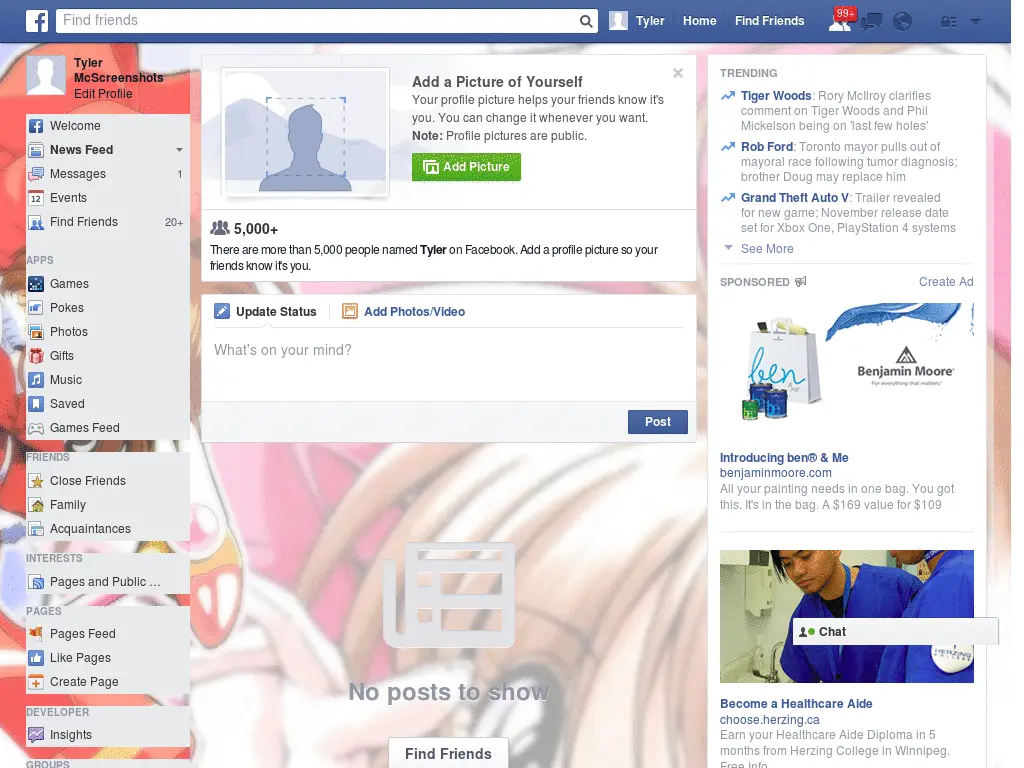 Find friends
Tyler
Home
Find Friends
99+
Tyler
McScreenshots
Edit Profile
Welcome
News Feed
Messages 1
12 Events
Find Friends 20+
APPS
Games
Pokes
Photos
Gifts
Music
Saved
Games Feed
FRIENDS
Close Friends
Family
Acquaintances
INTERESTS
Pages and Public ...
PAGES
Pages Feed
Like Pages
Create Page
DEVELOPER
Insights
GROUPS
Add a Picture of Yourself
Your profile picture helps your friends know it's
you. You can change it whenever you want.
Note: Profile pictures are public.
Add Picture
5,000+
There are more than 5,000 people named Tyler on Facebook. Add a profile picture so your
friends know it's you.
Update Status
Add Photos/Video
What's on your mind?
Post
No posts to show
Find Friends
TRENDING
Tiger Woods: Rory McIlroy clarifies
comment on Tiger Woods and Phil
Mickelson being on 'last few holes'
Rob Ford: Toronto mayor pulls out of
mayoral race following tumor diagnosis;
brother Doug may replace him
Grand Theft Auto V: Trailer revealed
for new game; November release date
set for Xbox One, PlayStation 4 systems
See More
SPONSORED
Create Ad
ben
& ME
Benjamin Moore®
For everything that matters.™
Introducing ben® & Me
benjaminmoore.com
All your painting needs in one bag. You got
this. It's in the bag. A $169 value for $109
Chat
HERZING
COLLEGE
Become a Healthcare Aide
choose.herzing.ca
Earn your Healthcare Aide Diploma in 5
months from Herzing College in Winnipeg.
Free Info